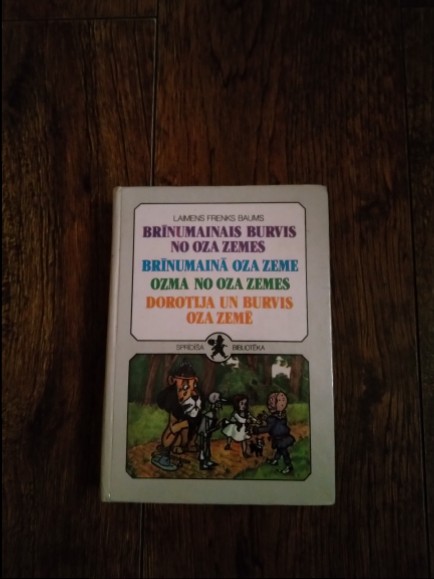 LAIMENS FRENKS BAUMS
BRĪNUMAINAIS BURVIS
NO OZA ZEMES
BRĪNUMAINĀ OZA ZEME
OZMA NO OZA ZEMES
DOROTIJA UN BURVIS
OZA ZEMĒ
SPRĪDĪŠA BIBLIOTĒKA